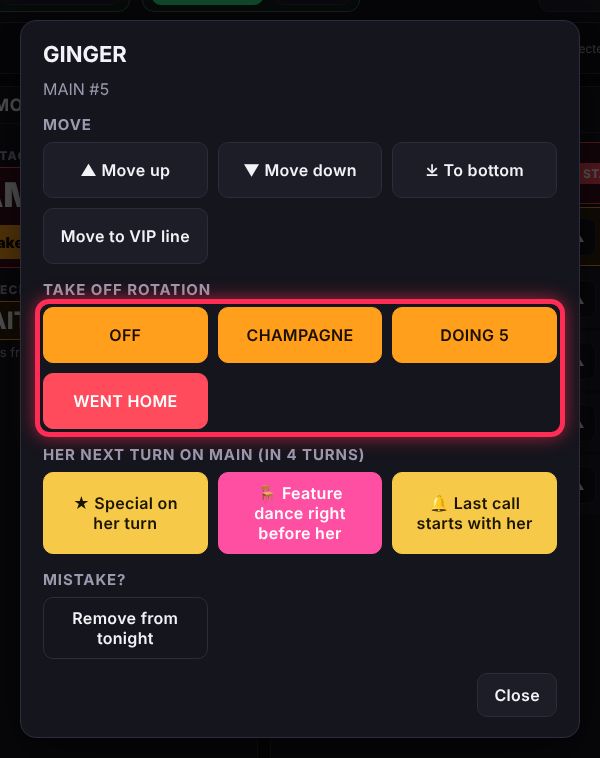 GINGER
MAIN #5
MOVE
▲ Move up
▼ Move down
⤓ To bottom
Move to VIP line
TAKE OFF ROTATION
OFF
CHAMPAGNE
DOING 5
WENT HOME
HER NEXT TURN ON MAIN (IN 4 TURNS)
★ Special on
her turn
🪑 Feature
dance right
before her
🔔 Last call
starts with her
MISTAKE?
Remove from
tonight
Close